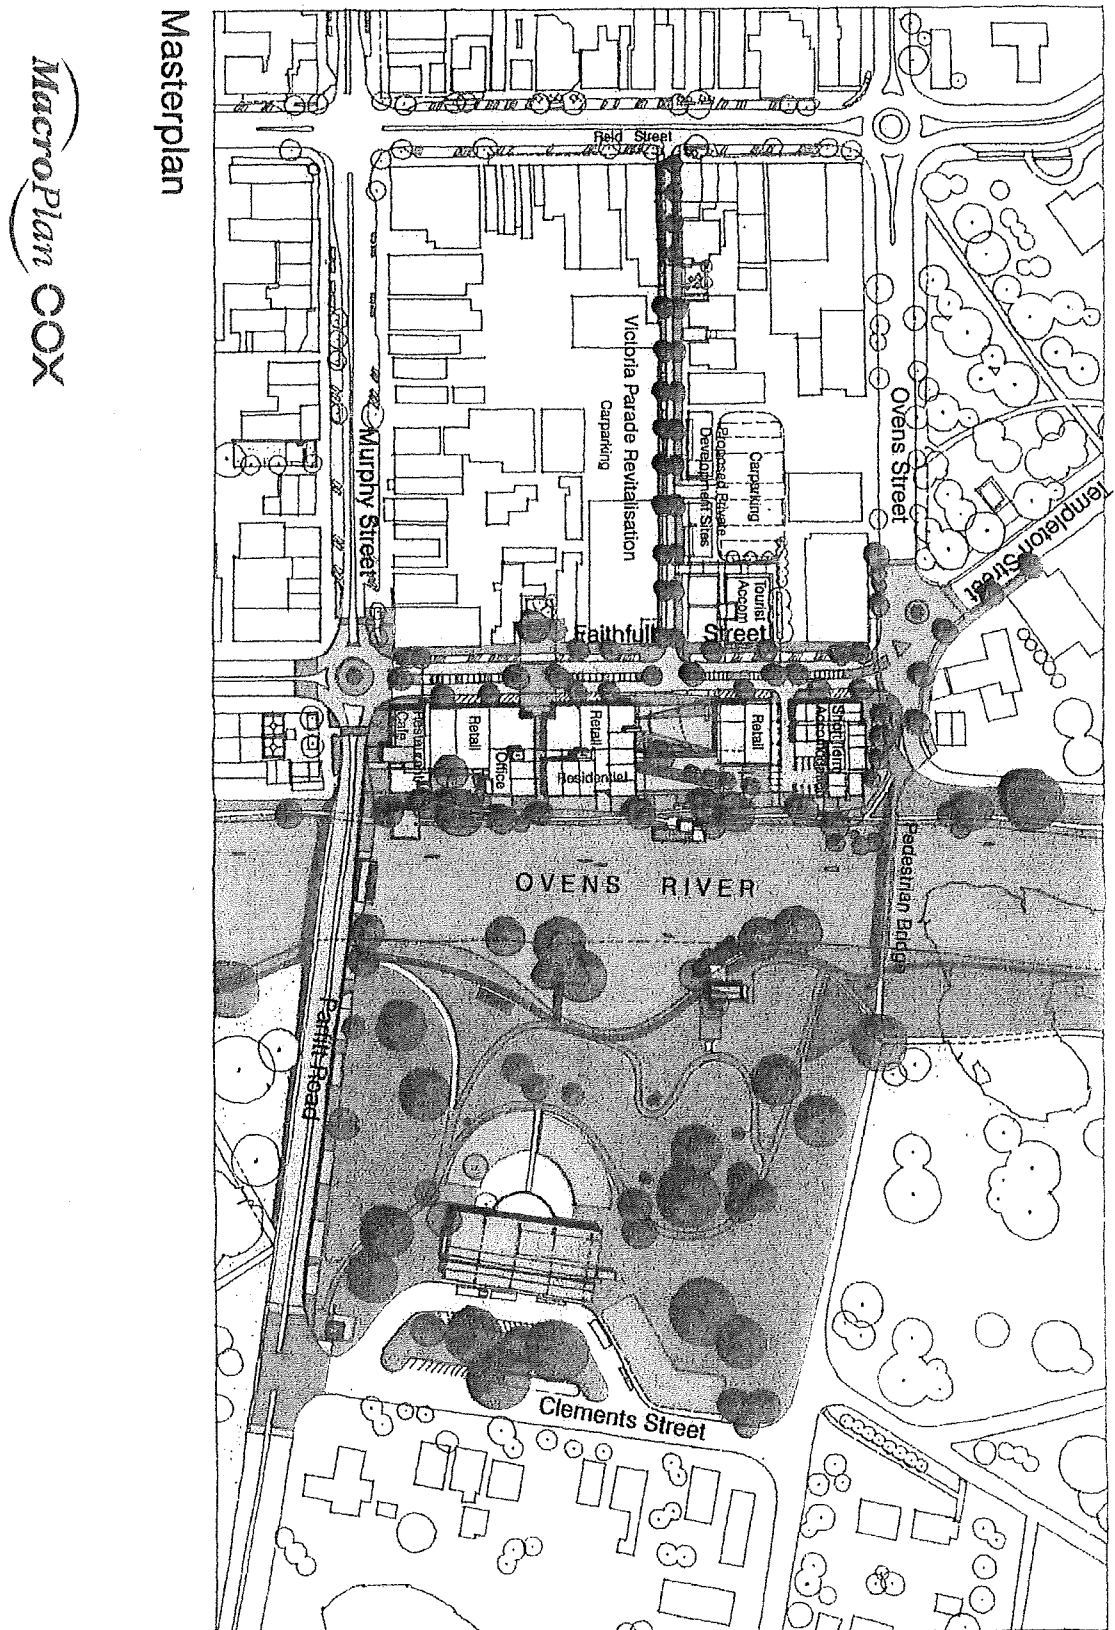 Masterplan
MacroPlan COX
Reid Street
Victoria Parade Revitalisation
Carparking
Proposed Private
Development Sites
Carparking
Tourist
Accom
Ovens Street
Templeton Street
Murphy Street
Faithfull Street
Restaurant
Cafe
Retail
Office
Retail
Residential
Retail
Short Term
Accommodation
OVENS RIVER
Pedestrian Bridge
Parfitt Road
Clements Street